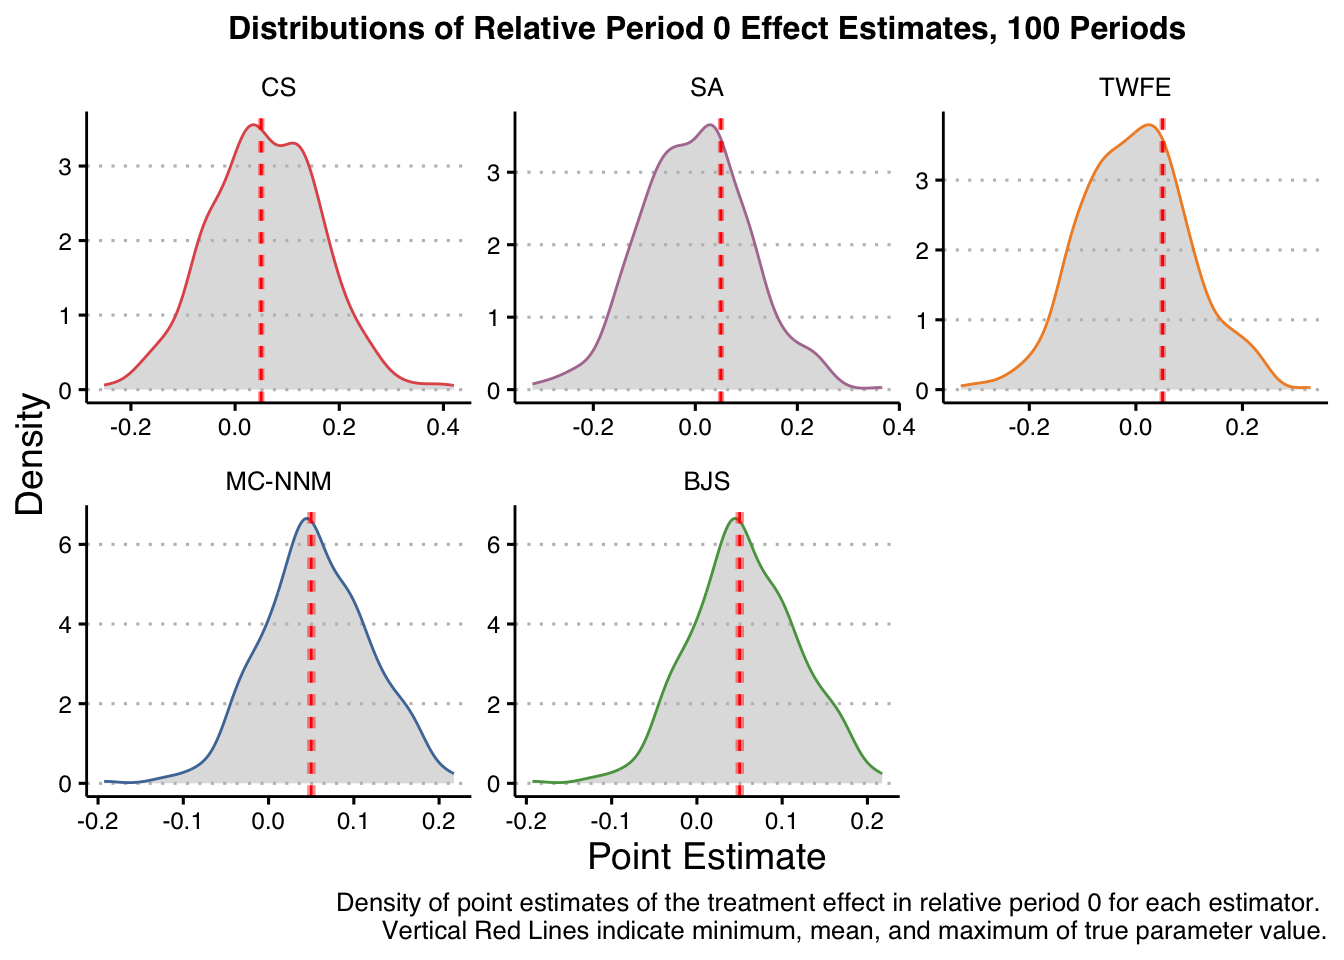 Distributions of Relative Period 0 Effect Estimates, 100 Periods
CS
SA
TWFE
3
2
1
0
-0.2 0.0 0.2 0.4
3
2
1
0
-0.2 0.0 0.2 0.4
3
2
1
0
-0.2 0.0 0.2
Density
MC-NNM
BJS
6
4
2
0
-0.2 -0.1 0.0 0.1 0.2
6
4
2
0
-0.2 -0.1 0.0 0.1 0.2
Point Estimate
Density of point estimates of the treatment effect in relative period 0 for each estimator.
Vertical Red Lines indicate minimum, mean, and maximum of true parameter value.